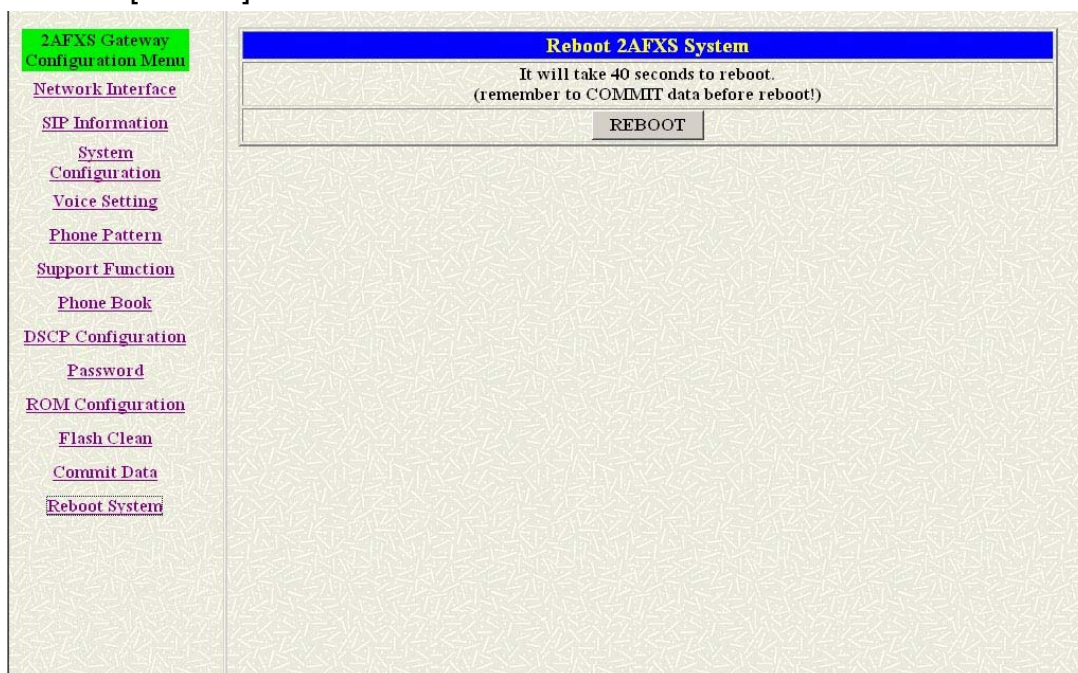 2AFXS Gateway
Configuration Menu
Network Interface
SIP Information
System
Configuration
Voice Setting
Phone Pattern
Support Function
Phone Book
DSCP Configuration
Password
ROM Configuration
Flash Clean
Commit Data
Reboot System
Reboot 2AFXS System
It will take 40 seconds to reboot.
(remember to COMMIT data before reboot!)
REBOOT